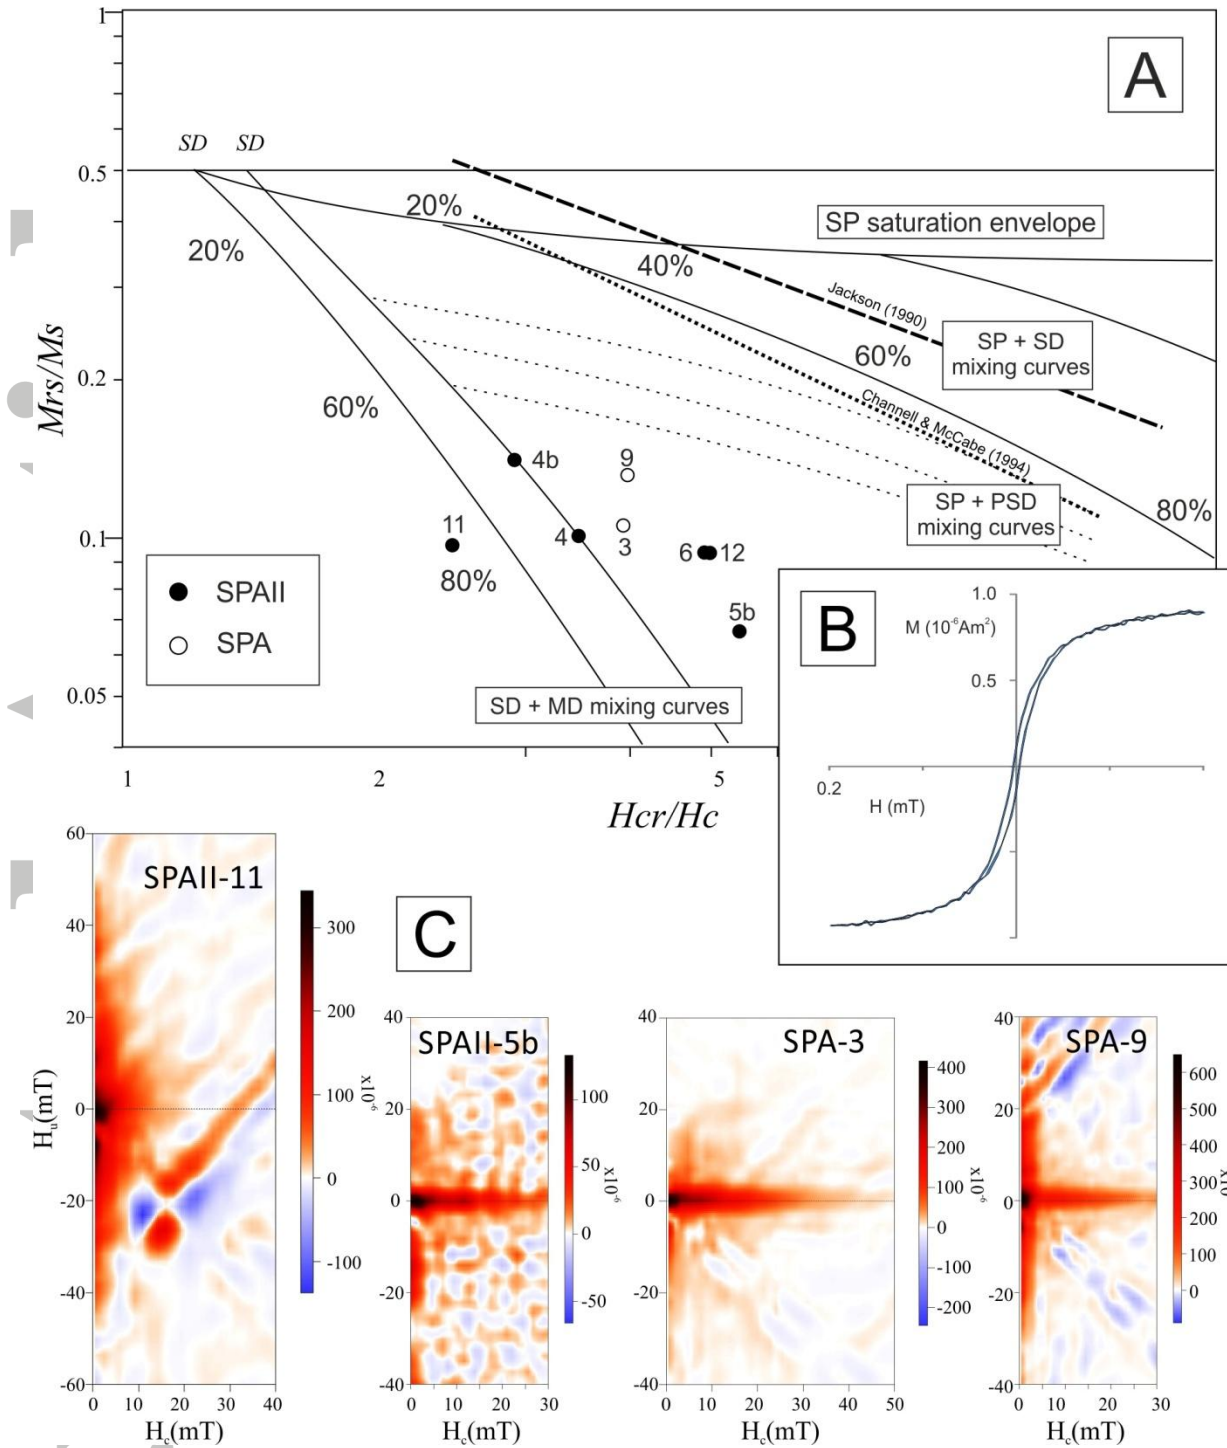 A
1
SD SD
0.5
20%
20%
SP saturation envelope
40%
Jackson (1990)
SP + SD
mixing curves
60%
Mrs/Ms
0.2
60%
Channell & McCabe (1994)
4b
9
SP + PSD
mixing curves
80%
11
0.1
4
3
6
12
80%
SPAII
SPA
5b
0.05
SD + MD mixing curves
1
2
5
Hcr/Hc
B
1.0
M (10⁻⁶Am²)
0.5
0.2
H (mT)
C
SPAII-11
60
40
20
0
-20
-40
-60
Hu(mT)
0 10 20 30 40
Hc(mT)
300
200
100
0
-100
x10⁻⁶
SPAII-5b
40
20
0
-20
-40
0 10 20 30
Hc(mT)
100
50
0
-50
x10⁻⁶
SPA-3
40
20
0
-20
-40
0 10 20 30 40 50
Hc(mT)
400
300
200
100
0
-100
-200
x10⁻⁶
SPA-9
40
20
0
-20
-40
0 10 20 30
Hc(mT)
600
500
400
300
200
100
0